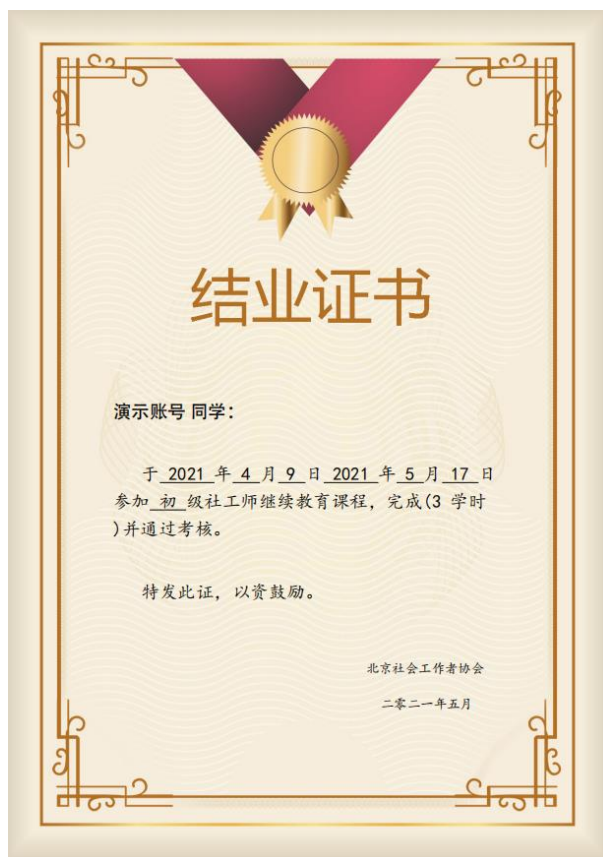 结业证书
演示账号 同学:
于 2021 年 4 月 9 日 2021 年 5 月 17 日
参加 初 级社工师继续教育课程，完成(3 学时
)并通过考核。
特发此证，以资鼓励。
北京社会工作者协会
二零二一年五月